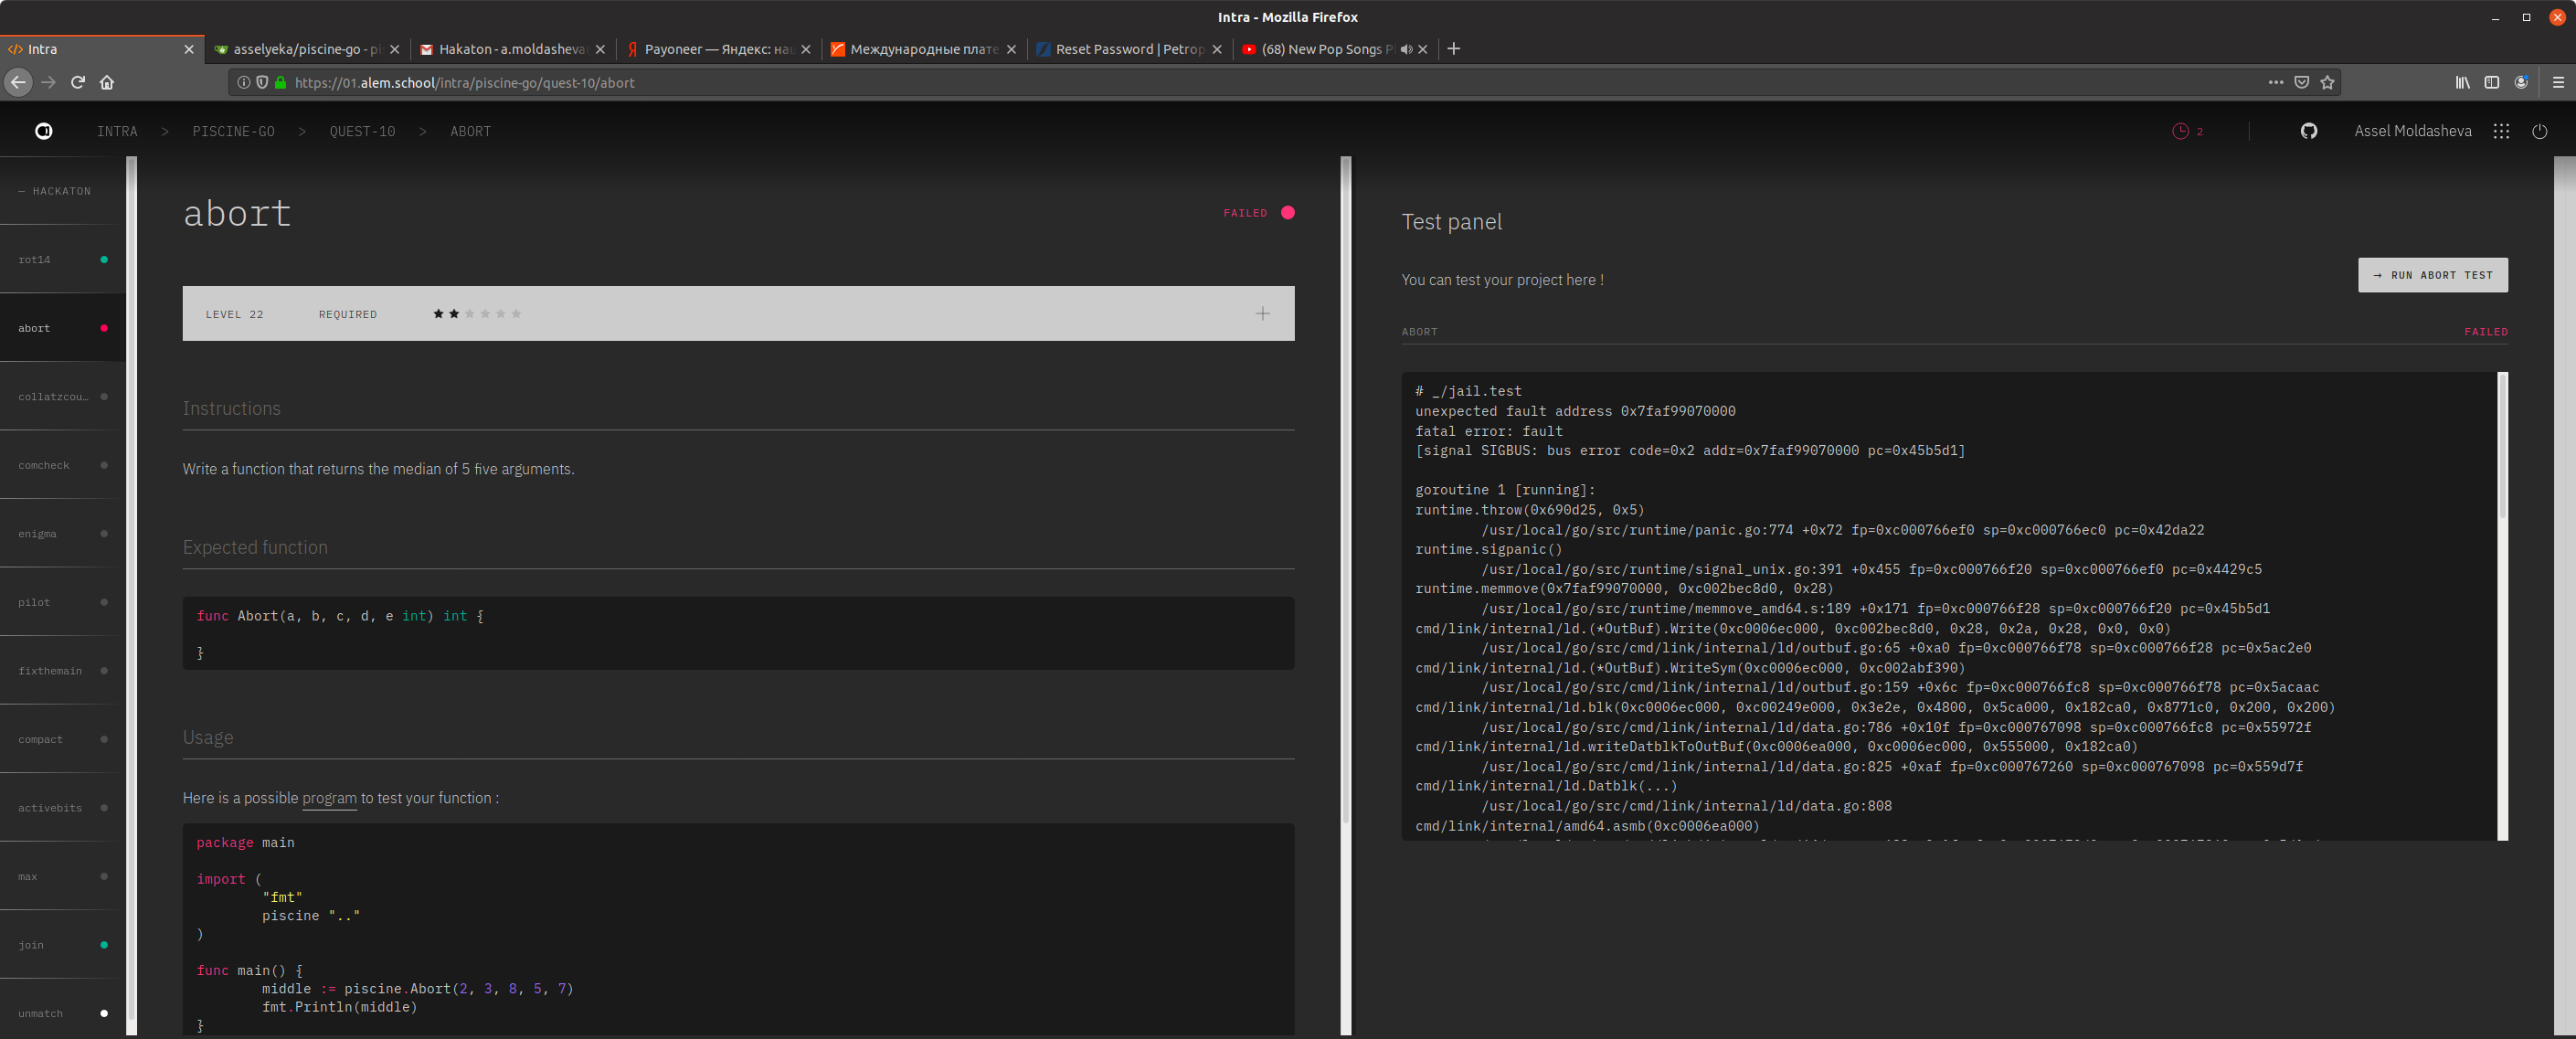 Intra - Mozilla Firefox
Intra
asselyeka/piscine-go - pi
Hakaton - a.moldasheva
Payoneer — Яндекс: на
Международные плате
Reset Password | Petrop
(68) New Pop Songs P
https://01.alem.school/intra/piscine-go/quest-10/abort
INTRA > PISCINE-GO > QUEST-10 > ABORT
2
Assel Moldasheva
— HACKATON
rot14
abort
collatzcou…
comcheck
enigma
pilot
fixthemain
compact
activebits
max
join
unmatch
abort
FAILED
LEVEL 22
REQUIRED
Instructions
Write a function that returns the median of 5 five arguments.
Expected function
func Abort(a, b, c, d, e int) int {
}
Usage
Here is a possible program to test your function :
package main
import (
"fmt"
piscine ".."
)
func main() {
middle := piscine.Abort(2, 3, 8, 5, 7)
fmt.Println(middle)
}
Test panel
You can test your project here !
→ RUN ABORT TEST
ABORT
FAILED
# _/jail.test
unexpected fault address 0x7faf99070000
fatal error: fault
[signal SIGBUS: bus error code=0x2 addr=0x7faf99070000 pc=0x45b5d1]
goroutine 1 [running]:
runtime.throw(0x690d25, 0x5)
/usr/local/go/src/runtime/panic.go:774 +0x72 fp=0xc000766ef0 sp=0xc000766ec0 pc=0x42da22
runtime.sigpanic()
/usr/local/go/src/runtime/signal_unix.go:391 +0x455 fp=0xc000766f20 sp=0xc000766ef0 pc=0x4429c5
runtime.memmove(0x7faf99070000, 0xc002bec8d0, 0x28)
/usr/local/go/src/runtime/memmove_amd64.s:189 +0x171 fp=0xc000766f28 sp=0xc000766f20 pc=0x45b5d1
cmd/link/internal/ld.(*OutBuf).Write(0xc0006ec000, 0xc002bec8d0, 0x28, 0x2a, 0x28, 0x0, 0x0)
/usr/local/go/src/cmd/link/internal/ld/outbuf.go:65 +0xa0 fp=0xc000766f78 sp=0xc000766f28 pc=0x5ac2e0
cmd/link/internal/ld.(*OutBuf).WriteSym(0xc0006ec000, 0xc002abf390)
/usr/local/go/src/cmd/link/internal/ld/outbuf.go:159 +0x6c fp=0xc000766fc8 sp=0xc000766f78 pc=0x5acaac
cmd/link/internal/ld.blk(0xc0006ec000, 0xc00249e000, 0x3e2e, 0x4800, 0x5ca000, 0x182ca0, 0x8771c0, 0x200, 0x200)
/usr/local/go/src/cmd/link/internal/ld/data.go:786 +0x10f fp=0xc000767098 sp=0xc000766fc8 pc=0x55972f
cmd/link/internal/ld.writeDatblkToOutBuf(0xc0006ea000, 0xc0006ec000, 0x555000, 0x182ca0)
/usr/local/go/src/cmd/link/internal/ld/data.go:825 +0xaf fp=0xc000767260 sp=0xc000767098 pc=0x559d7f
cmd/link/internal/ld.Datblk(...)
/usr/local/go/src/cmd/link/internal/ld/data.go:808
cmd/link/internal/amd64.asmb(0xc0006ea000)